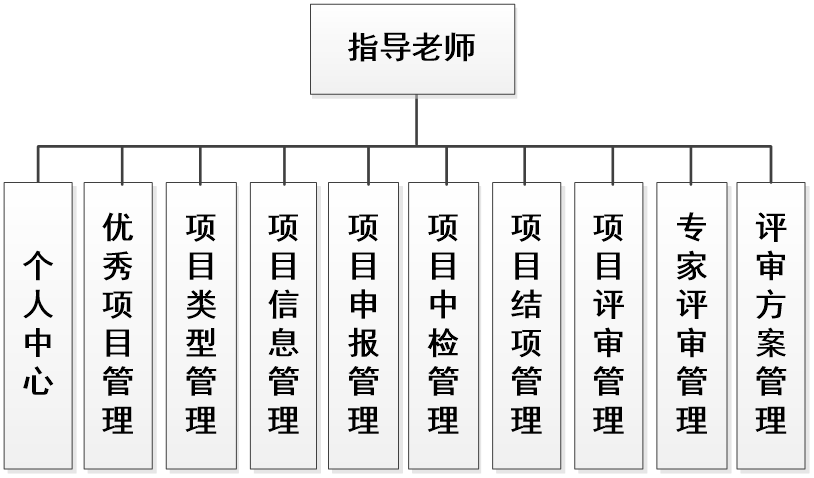 指导老师
个人中心
优秀项目管理
项目类型管理
项目信息管理
项目申报管理
项目中检管理
项目结项管理
项目评审管理
专家评审管理
评审方案管理